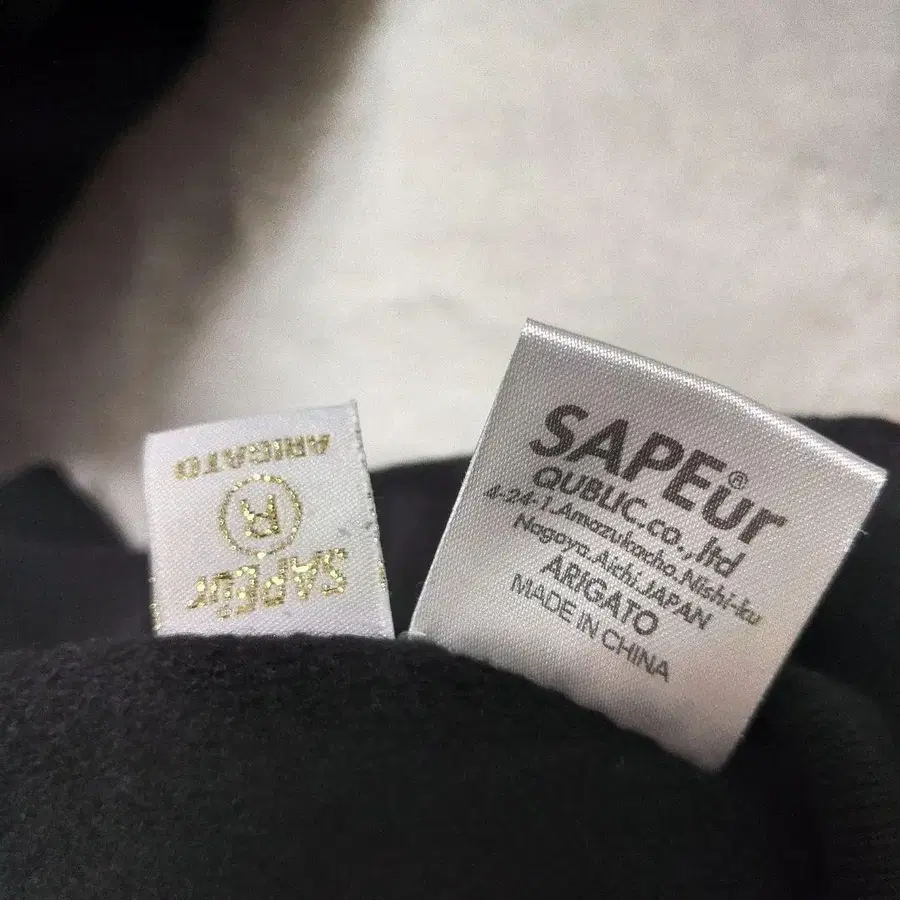 ARIGATO
R
SAPEur
SAPEur®
QUBLIC.co.,ltd
4-24-1,Amazukacho.Nishi-ku
Nagoya.Aichi.JAPAN
ARIGATO
MADE IN CHINA